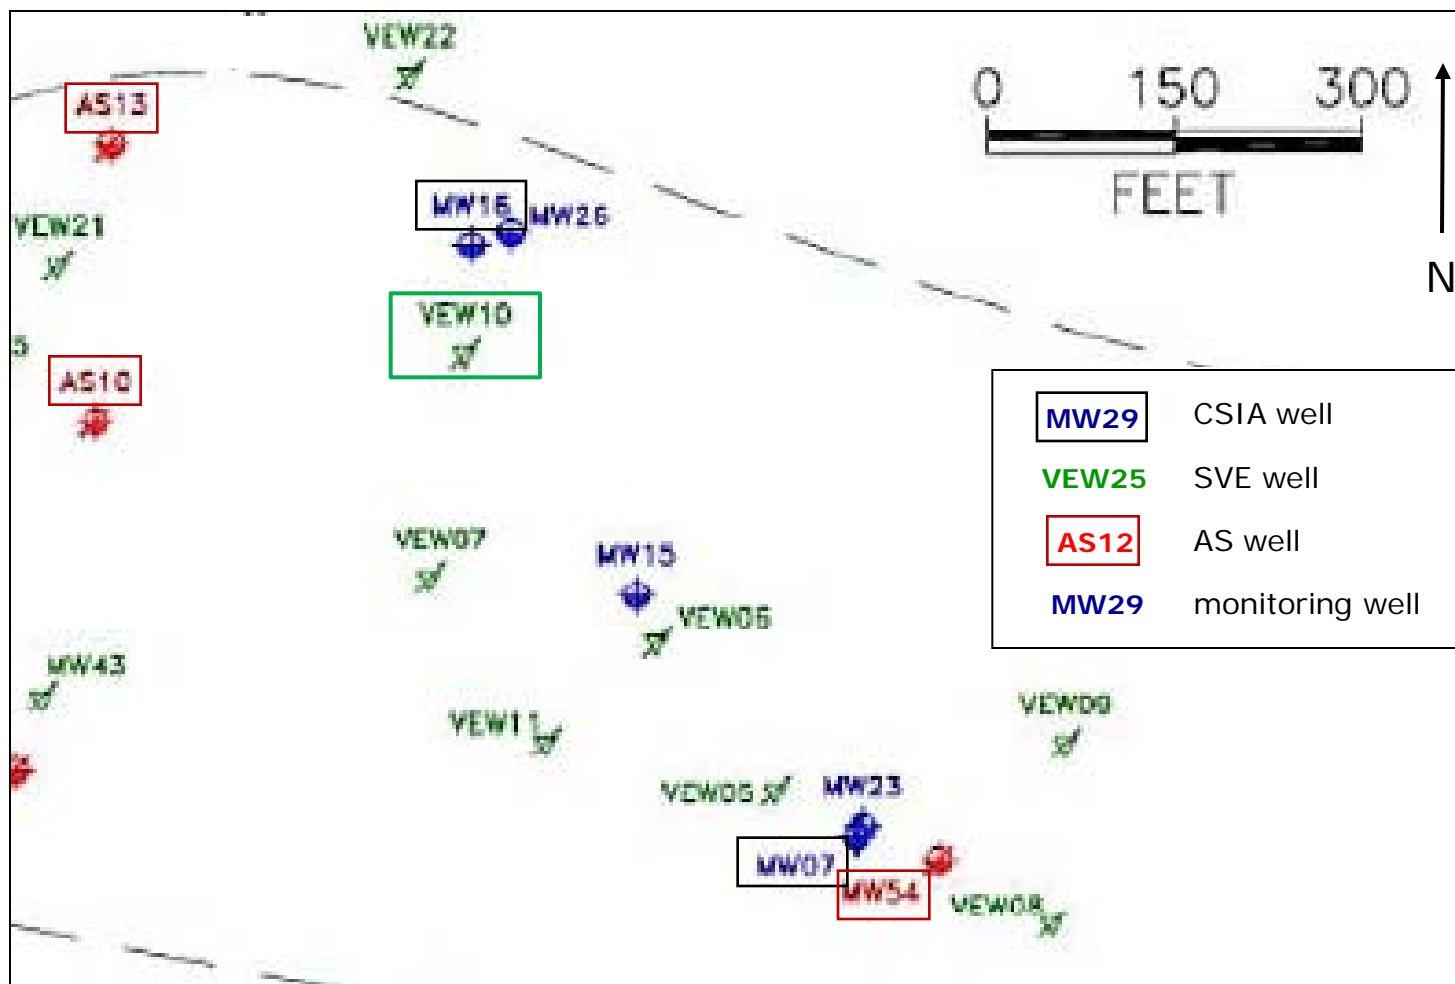 VEW22
0 150 300
AS13
FEET
MW16
MW26
VEW21
N
VEW10
AS10
MW29 CSIA well
VEW25 SVE well
AS12 AS well
MW29 monitoring well
VEW07
MW15
VEW06
MW43
VEW11
VEW09
VEW05
MW23
MW07
MW54
VEW08